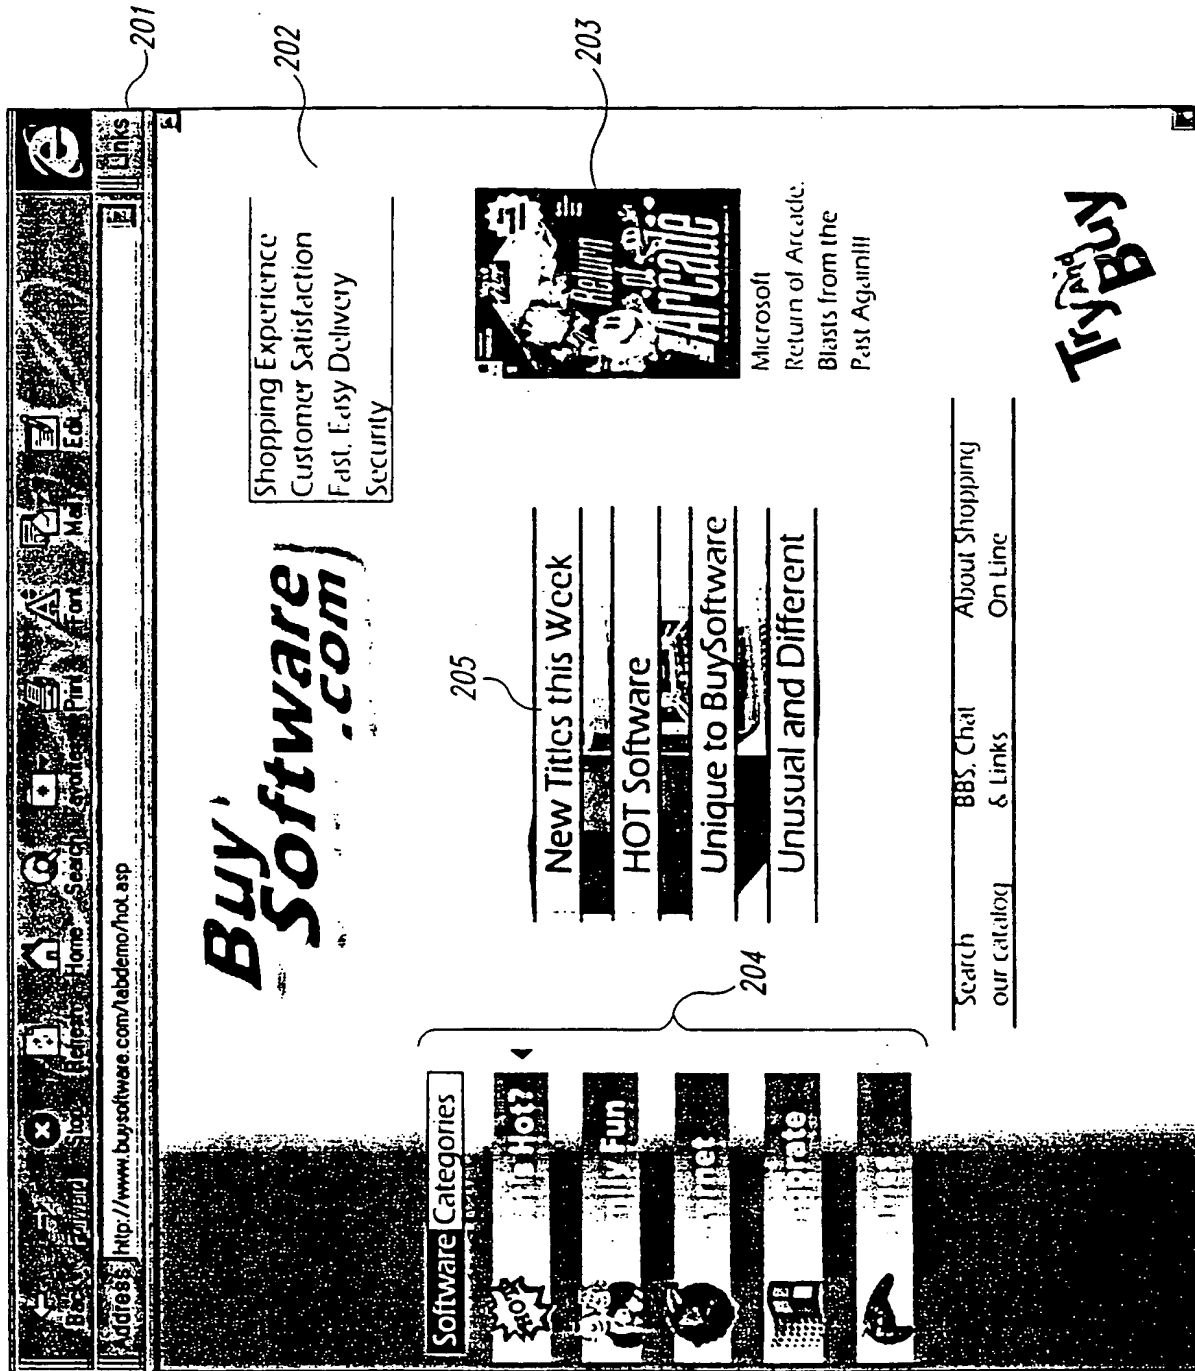 Back Forward Stop Refresh Home Search Favorites Print Font Mail Edit
Address http://www.buysoftware.com/tabdemo/hot.asp Links
201
Buy
Software
.com
Shopping Experience
Customer Satisfaction
Fast, Easy Delivery
Security
202
Software Categories
HOT
Hot?
Fun
204
205
New Titles this Week
HOT Software
Unique to BuySoftware
Unusual and Different
Return
of
Arcade
203
Microsoft
Return of Arcade.
Blasts from the
Past Again!!!
Search
our catalog
BBS, Chat
& Links
About Shopping
On Line
Try And
Buy